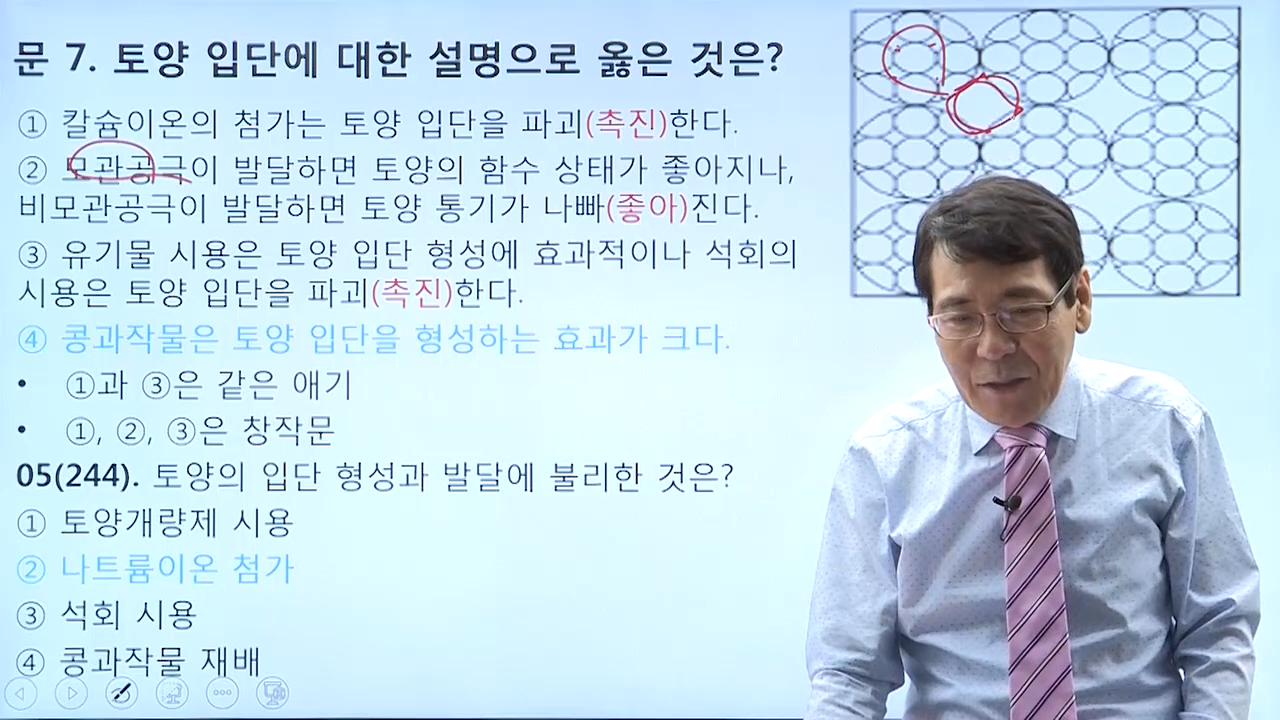 문 7. 토양 입단에 대한 설명으로 옳은 것은?
① 칼슘이온의 첨가는 토양 입단을 파괴(촉진)한다.
② 모관공극이 발달하면 토양의 함수 상태가 좋아지나,
비모관공극이 발달하면 토양 통기가 나빠(좋아)진다.
③ 유기물 시용은 토양 입단 형성에 효과적이나 석회의
시용은 토양 입단을 파괴(촉진)한다.
④ 콩과작물은 토양 입단을 형성하는 효과가 크다.
• ①과 ③은 같은 얘기
• ①, ②, ③은 창작문
05(244). 토양의 입단 형성과 발달에 불리한 것은?
① 토양개량제 시용
② 나트륨이온 첨가
③ 석회 시용
④ 콩과작물 재배